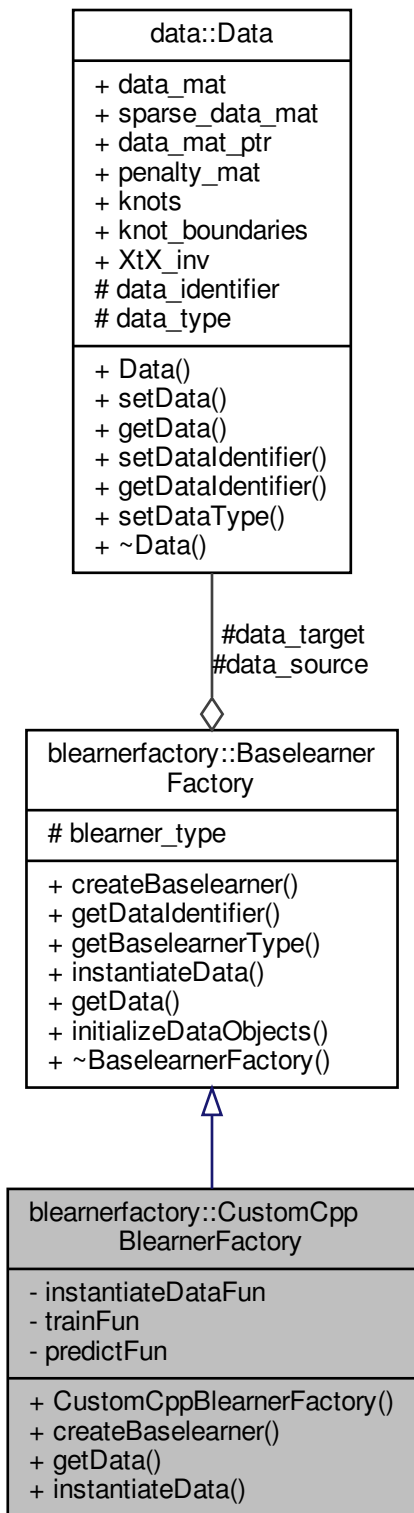 data::Data
+ data_mat
+ sparse_data_mat
+ data_mat_ptr
+ penalty_mat
+ knots
+ knot_boundaries
+ XtX_inv
# data_identifier
# data_type
+ Data()
+ setData()
+ getData()
+ setDataIdentifier()
+ getDataIdentifier()
+ setDataType()
+ ~Data()
#data_target
#data_source
blearnerfactory::Baselearner
Factory
# blearner_type
+ createBaselearner()
+ getDataIdentifier()
+ getBaselearnerType()
+ instantiateData()
+ getData()
+ initializeDataObjects()
+ ~BaselearnerFactory()
blearnerfactory::CustomCpp
BlearnerFactory
- instantiateDataFun
- trainFun
- predictFun
+ CustomCppBlearnerFactory()
+ createBaselearner()
+ getData()
+ instantiateData()